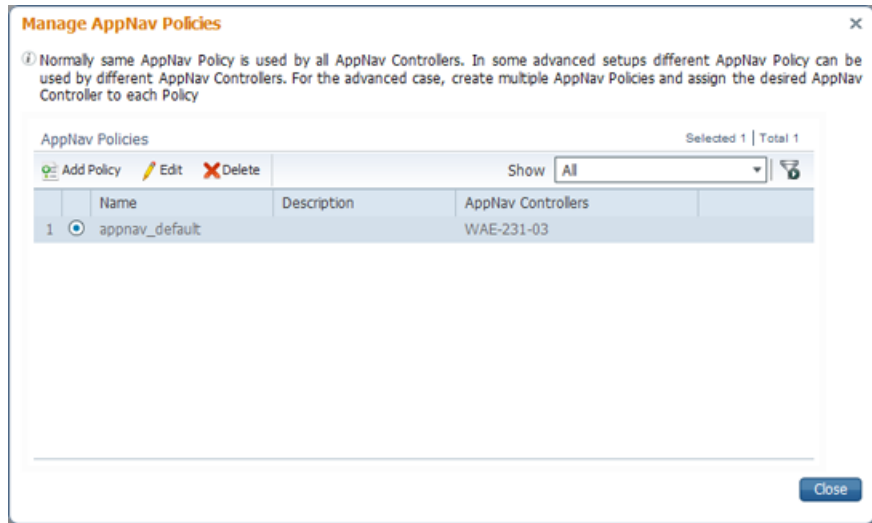 Manage AppNav Policies
Normally same AppNav Policy is used by all AppNav Controllers. In some advanced setups different AppNav Policy can be
used by different AppNav Controllers. For the advanced case, create multiple AppNav Policies and assign the desired AppNav
Controller to each Policy
AppNav Policies Selected 1 | Total 1
Add Policy Edit Delete Show All
Name Description AppNav Controllers
1 appnav_default WAE-231-03
Close